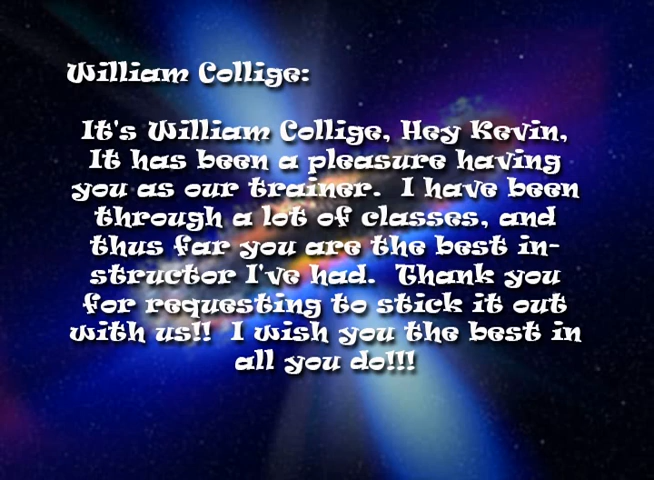 William Collige:
It's William Collige, Hey Kevin,
It has been a pleasure having
you as our trainer.  I have been
through a lot of classes, and
thus far you are the best in-
structor I've had.  Thank you
for requesting to stick it out
with us!!  I wish you the best in
all you do!!!